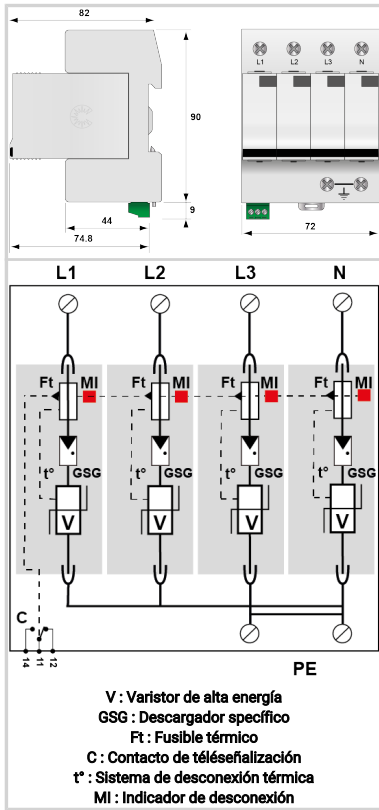 82
90
9
44
74.8
L1 L2 L3 N
72
L1 L2 L3 N
Ft MI Ft MI Ft MI Ft MI
t° GSG t° GSG t° GSG t° GSG
V V V V
C
14 11 12
PE
V : Varistor de alta energía
GSG : Descargador specífico
Ft : Fusible térmico
C : Contacto de téléseñalización
t° : Sistema de desconexión térmica
MI : Indicador de desconexión